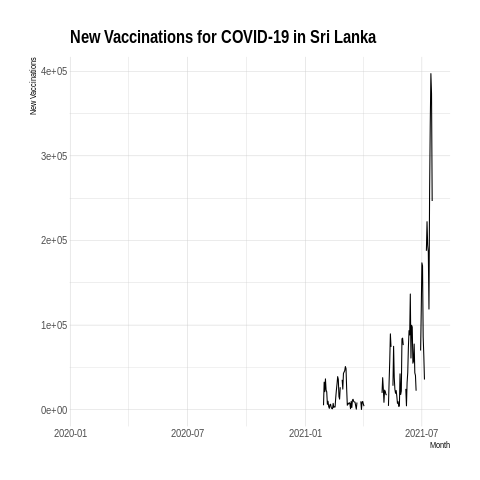 New Vaccinations for COVID-19 in Sri Lanka
New Vaccinations
4e+05
3e+05
2e+05
1e+05
0e+00
2020-01
2020-07
2021-01
2021-07
Month